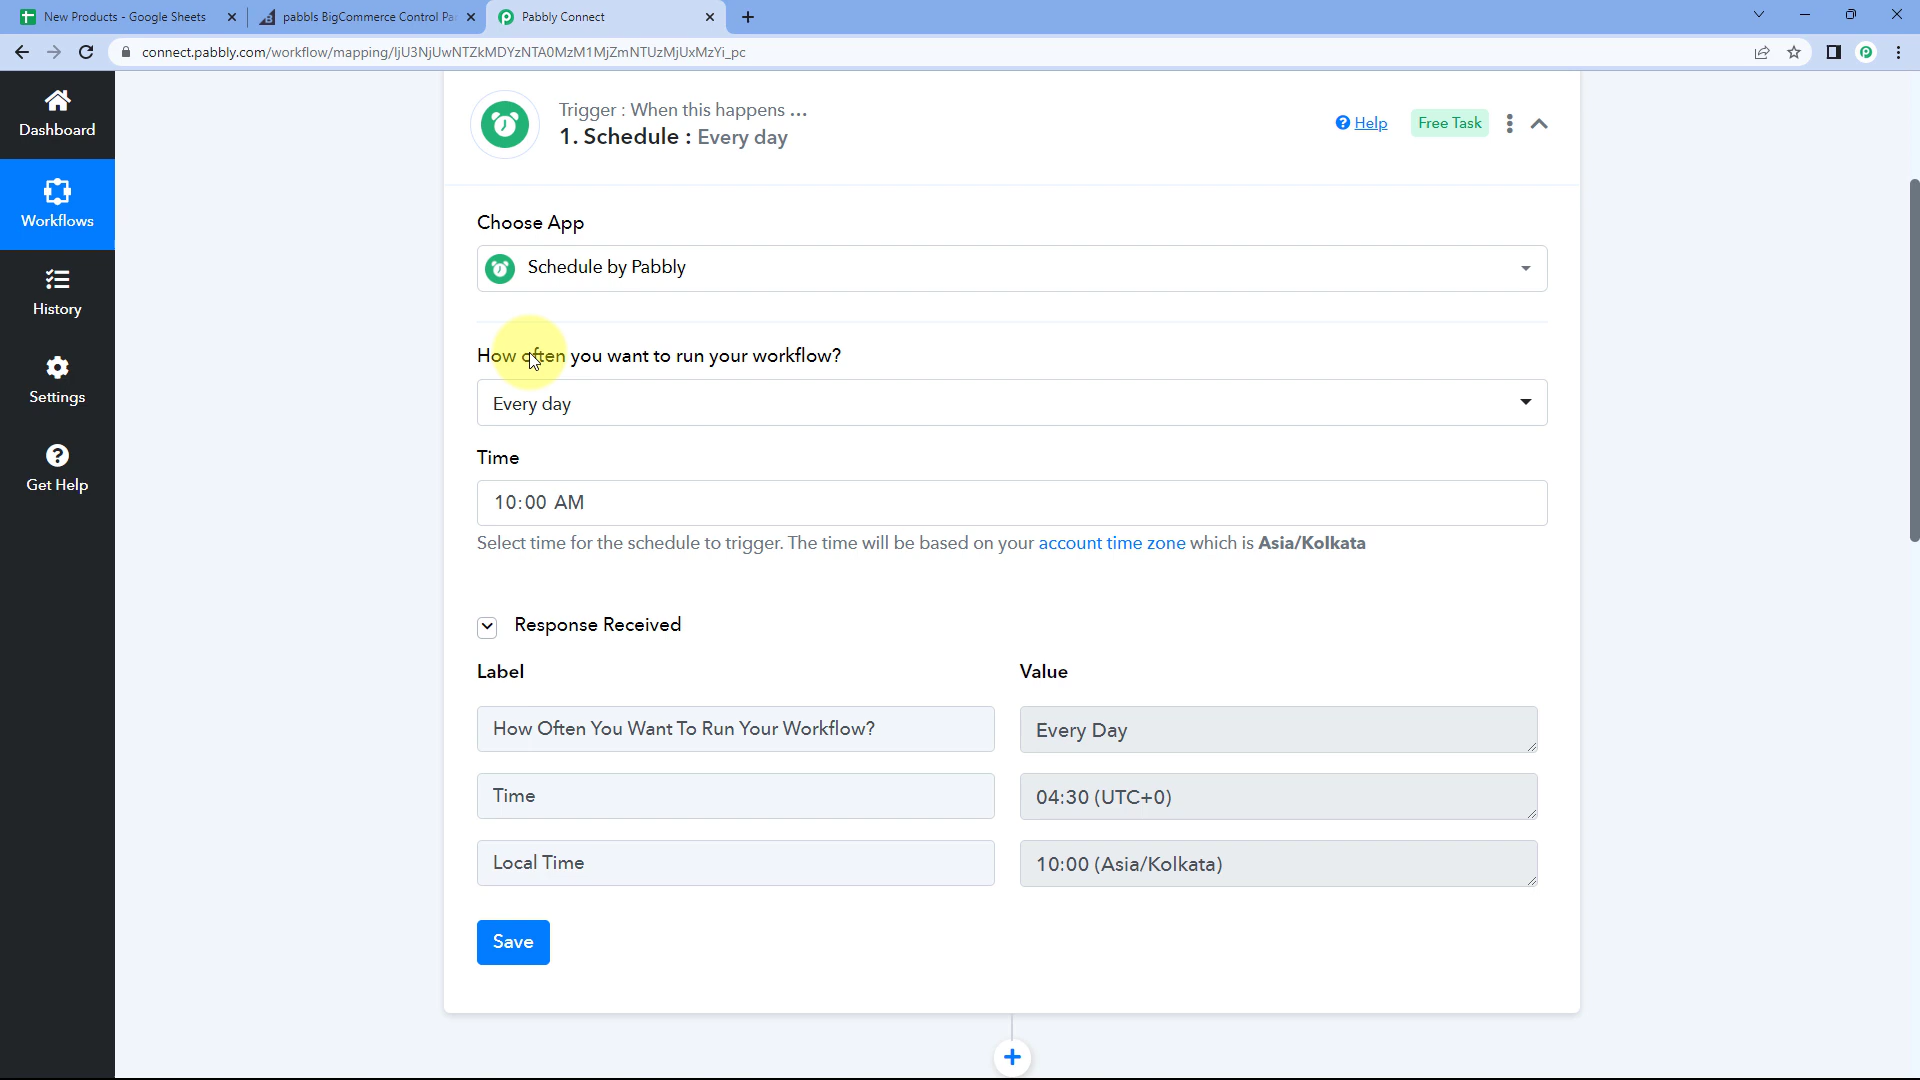 New Products - Google Sheets
pabbls BigCommerce Control Pa
Pabbly Connect
connect.pabbly.com/workflow/mapping/IjU3NjUwNTZkMDYzNTA0MzM1MjZmNTUzMjUxMzYi_pc
Dashboard
Workflows
History
Settings
Get Help
Trigger : When this happens ...
1. Schedule : Every day
Help
Free Task
Choose App
Schedule by Pabbly
How often you want to run your workflow?
Every day
Time
10:00 AM
Select time for the schedule to trigger. The time will be based on your account time zone which is Asia/Kolkata
Response Received
Label
Value
How Often You Want To Run Your Workflow?
Every Day
Time
04:30 (UTC+0)
Local Time
10:00 (Asia/Kolkata)
Save